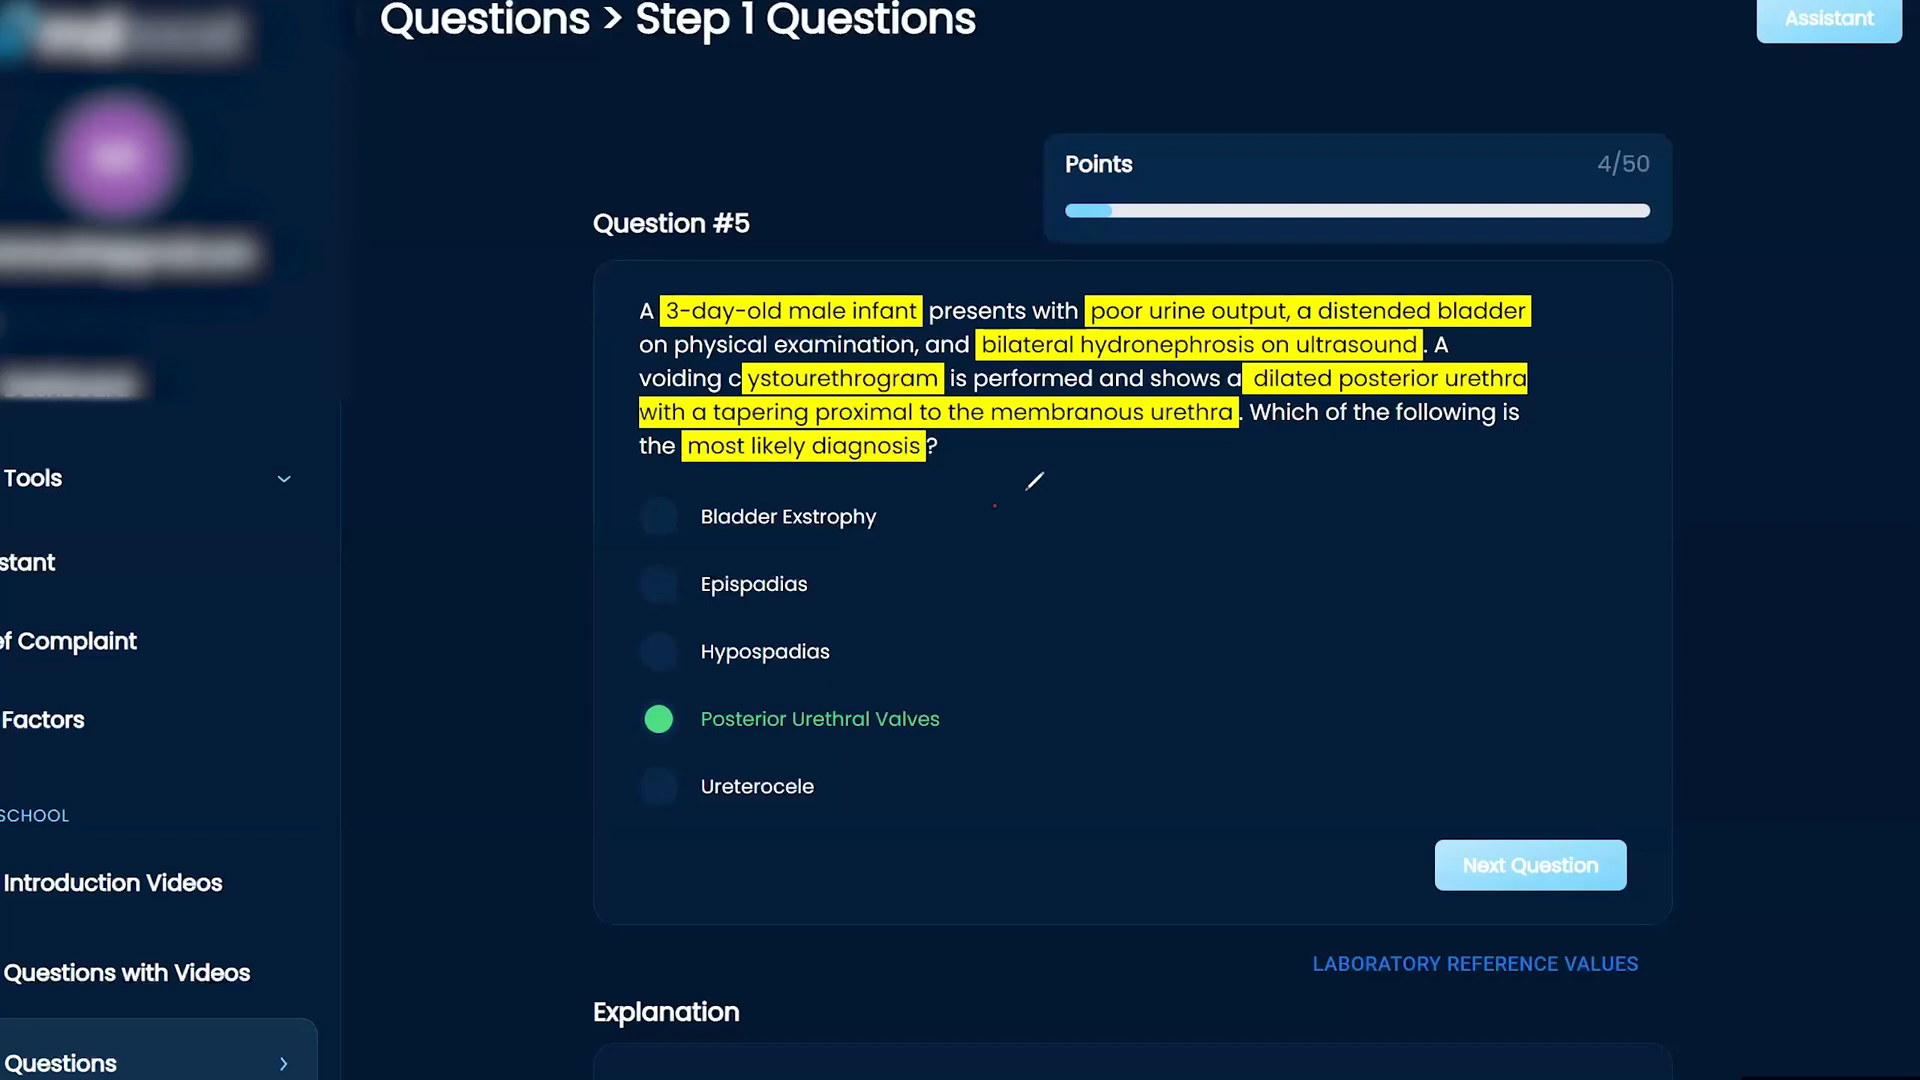 Questions > Step 1 Questions
Assistant
Points
4/50
Question #5
A 3-day-old male infant presents with poor urine output, a distended bladder
on physical examination, and bilateral hydronephrosis on ultrasound. A
voiding cystourethrogram is performed and shows a dilated posterior urethra
with a tapering proximal to the membranous urethra. Which of the following is
the most likely diagnosis?
Bladder Exstrophy
Epispadias
Hypospadias
Posterior Urethral Valves
Ureterocele
Next Question
LABORATORY REFERENCE VALUES
Explanation
Tools
stant
ef Complaint
Factors
SCHOOL
Introduction Videos
Questions with Videos
Questions